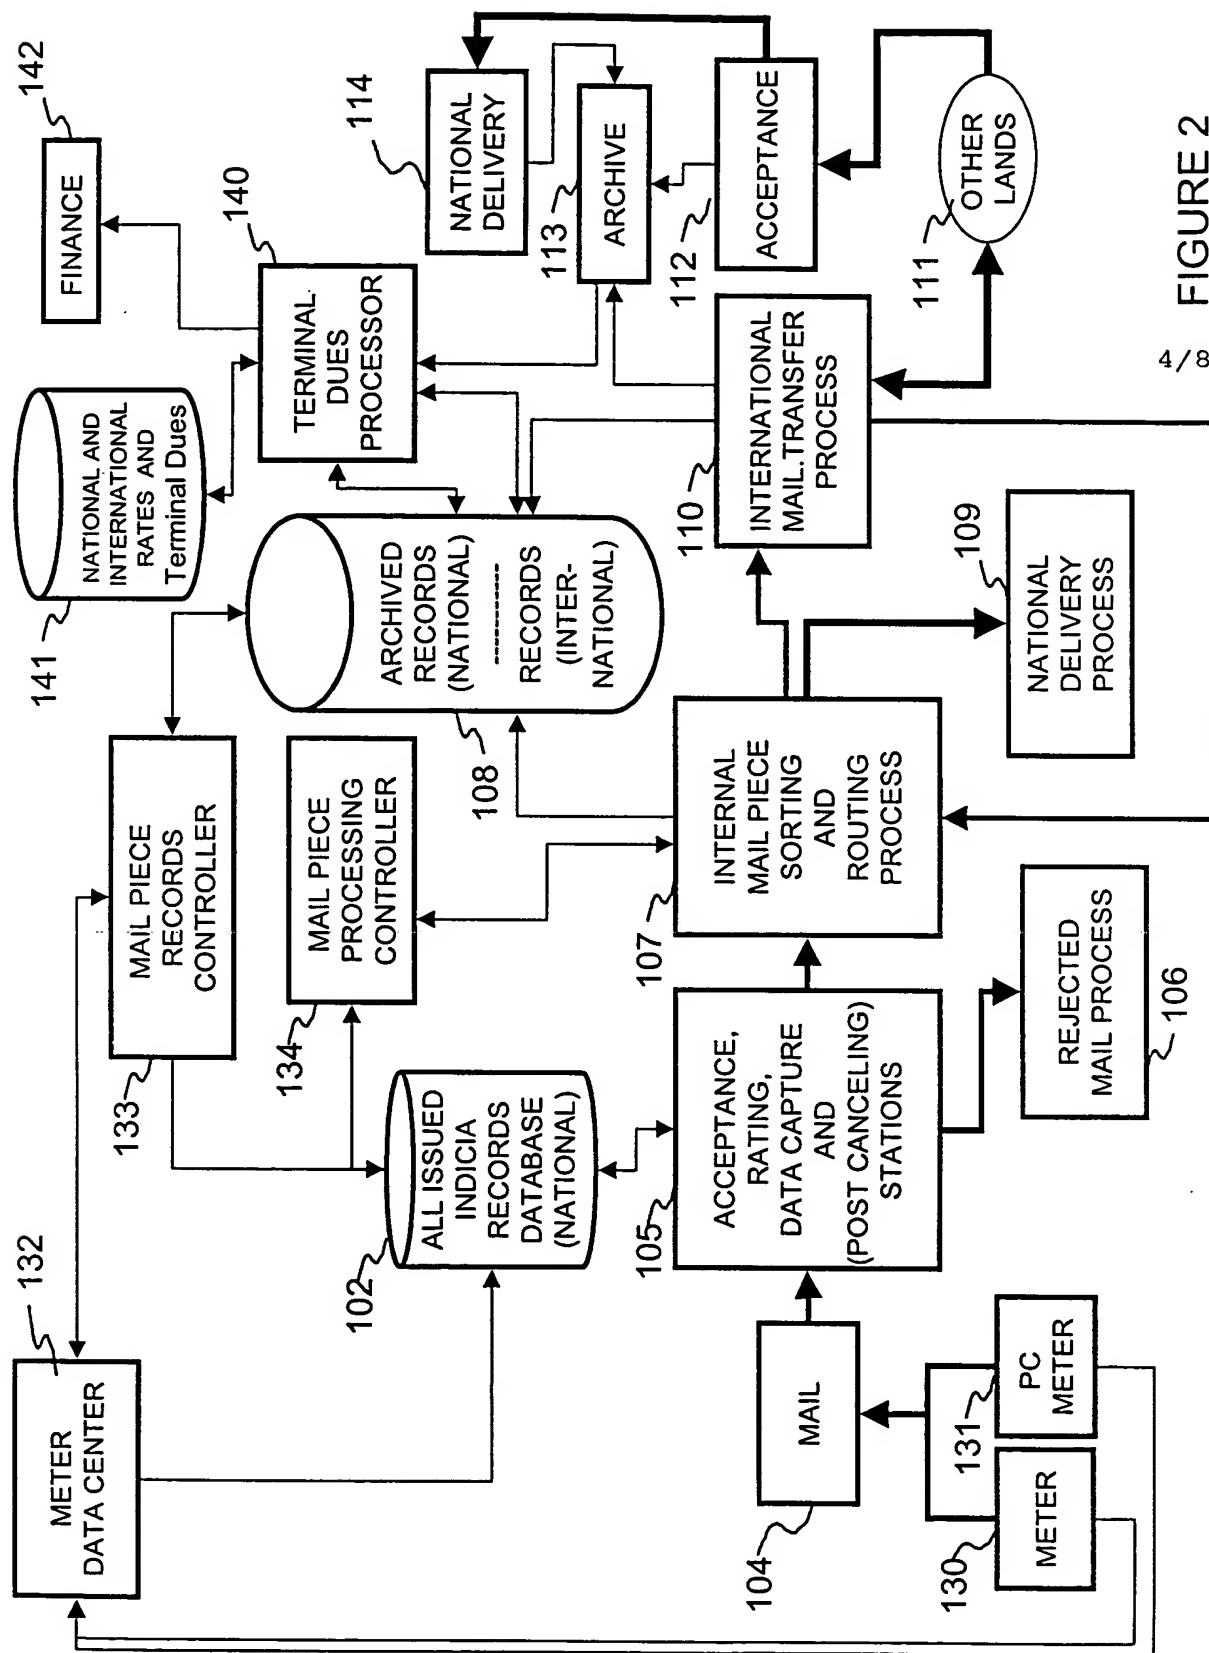 METER
DATA CENTER
132
MAIL PIECE
RECORDS
CONTROLLER
133
NATIONAL AND
INTERNATIONAL
RATES AND
Terminal Dues
141
FINANCE
142
MAIL PIECE
PROCESSING
CONTROLLER
134
ALL ISSUED
INDICIA
RECORDS
DATABASE
(NATIONAL)
102
ARCHIVED
RECORDS
(NATIONAL)
----------
RECORDS
(INTER-
NATIONAL)
108
TERMINAL
DUES
PROCESSOR
140
NATIONAL
DELIVERY
114
ARCHIVE
113
ACCEPTANCE
112
MAIL
104
ACCEPTANCE,
RATING,
DATA CAPTURE
AND
(POST CANCELING)
STATIONS
105
INTERNAL
MAIL PIECE
SORTING
AND
ROUTING
PROCESS
107
INTERNATIONAL
MAIL.TRANSFER
PROCESS
110
OTHER
LANDS
111
METER
130
PC
METER
131
REJECTED
MAIL PROCESS
106
NATIONAL
DELIVERY
PROCESS
109
4/8
FIGURE 2